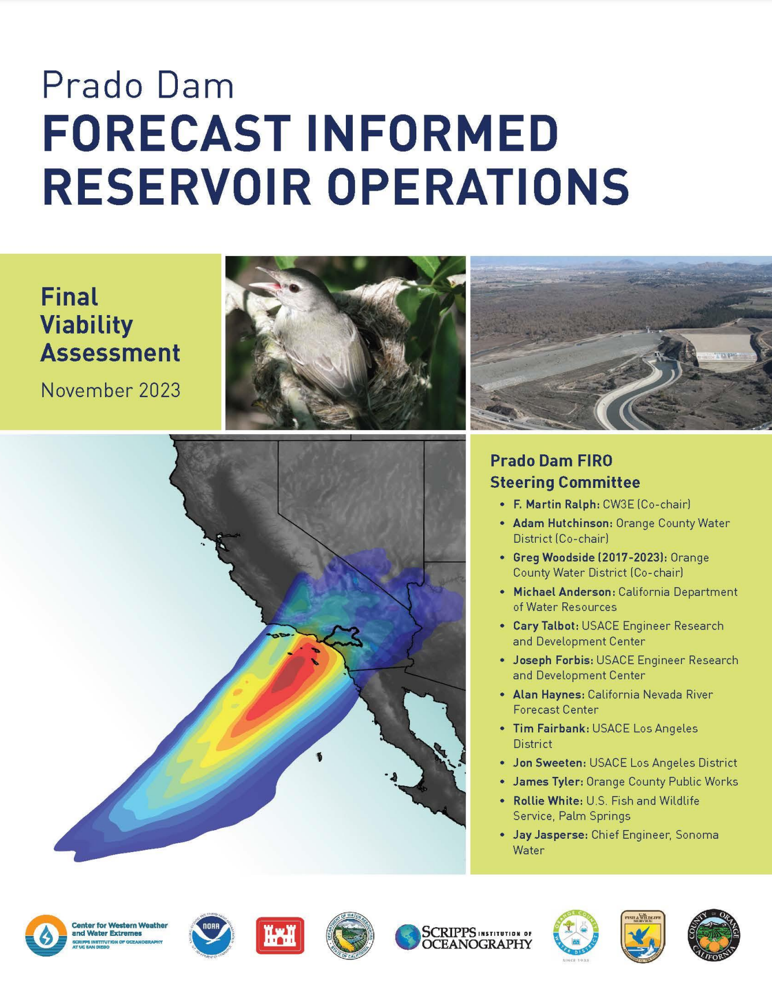 Prado Dam
FORECAST INFORMED
RESERVOIR OPERATIONS
Final
Viability
Assessment
November 2023
Prado Dam FIRO
Steering Committee
• F. Martin Ralph: CW3E (Co-chair)
• Adam Hutchinson: Orange County Water
District (Co-chair)
• Greg Woodside (2017-2023): Orange
County Water District (Co-chair)
• Michael Anderson: California Department
of Water Resources
• Cary Talbot: USACE Engineer Research
and Development Center
• Joseph Forbis: USACE Engineer Research
and Development Center
• Alan Haynes: California Nevada River
Forecast Center
• Tim Fairbank: USACE Los Angeles
District
• Jon Sweeten: USACE Los Angeles District
• James Tyler: Orange County Public Works
• Rollie White: U.S. Fish and Wildlife
Service, Palm Springs
• Jay Jasperse: Chief Engineer, Sonoma
Water
Center for Western Weather
and Water Extremes
SCRIPPS INSTITUTION OF OCEANOGRAPHY
AT UC SAN DIEGO
NOAA
DEPARTMENT OF WATER RESOURCES
STATE OF CALIFORNIA
SCRIPPS INSTITUTION OF
OCEANOGRAPHY
ORANGE COUNTY
WATER DISTRICT
SINCE 1933
U.S.
FISH & WILDLIFE
SERVICE
COUNTY OF ORANGE
CALIFORNIA